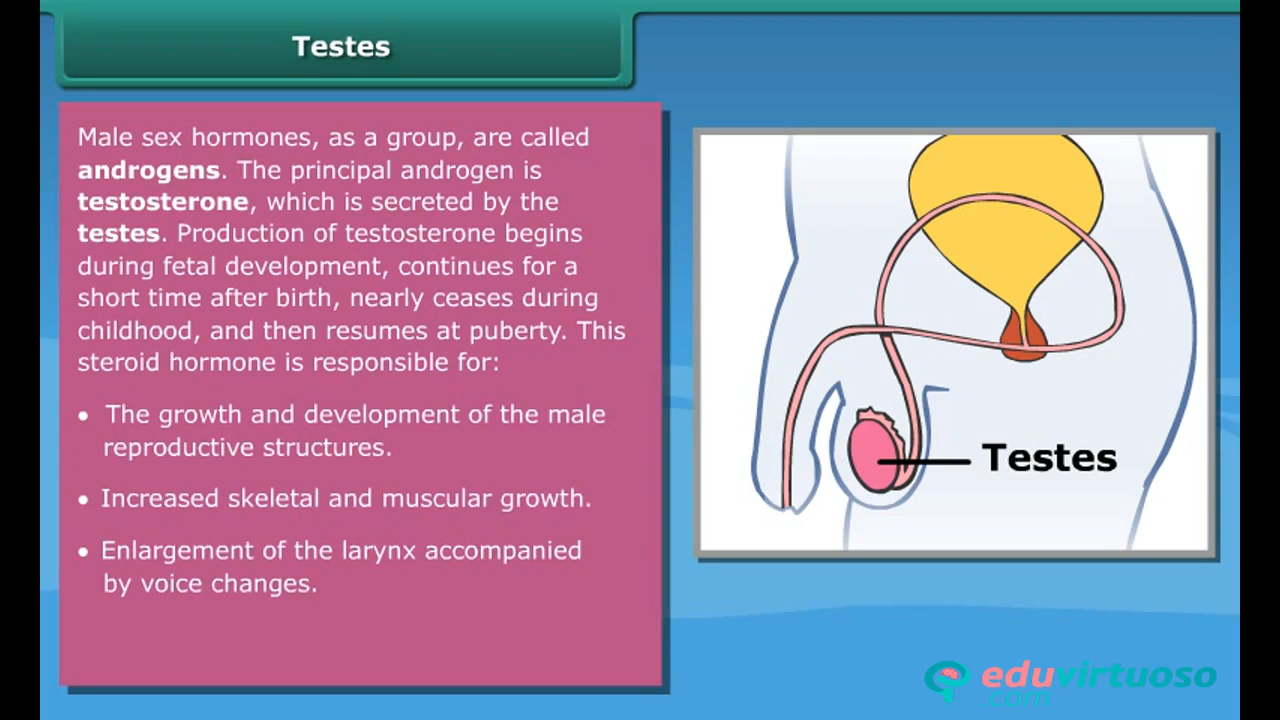 Testes
Male sex hormones, as a group, are called
androgens. The principal androgen is
testosterone, which is secreted by the
testes. Production of testosterone begins
during fetal development, continues for a
short time after birth, nearly ceases during
childhood, and then resumes at puberty. This
steroid hormone is responsible for:
• The growth and development of the male
reproductive structures.
• Increased skeletal and muscular growth.
• Enlargement of the larynx accompanied
by voice changes.
Testes
eduvirtuoso
.com